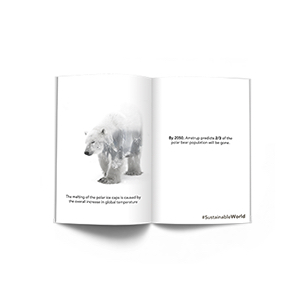 The melting of the polar ice caps is caused by
the overall increase in global temperature
By 2050, Amstrup predicts 2/3 of the
polar bear population will be gone.
#SustainableWorld